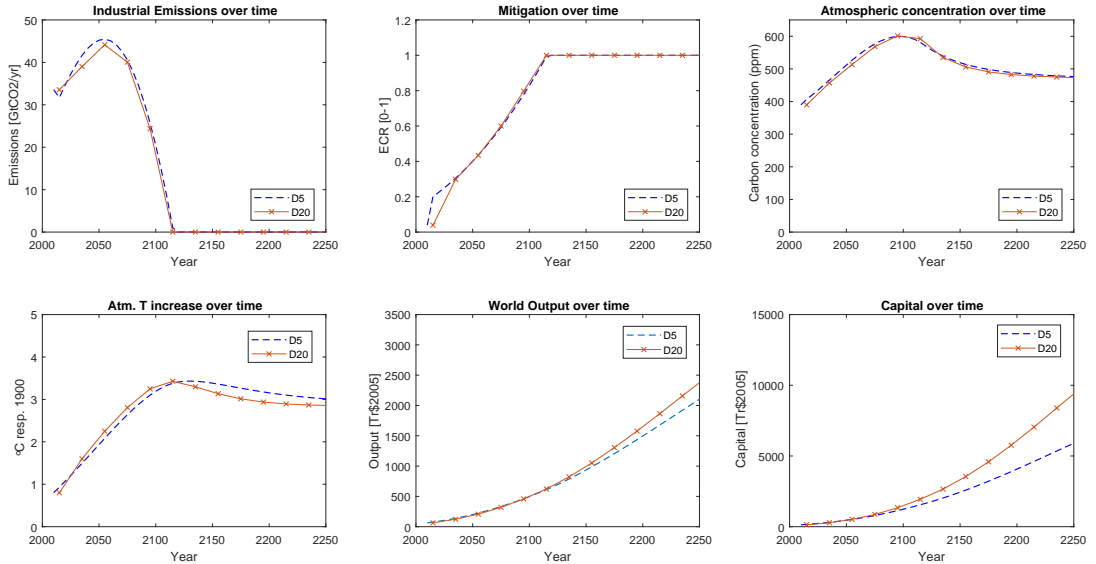 Industrial Emissions over time
Emissions [GtCO2/yr]
50
40
30
20
10
0
2000 2050 2100 2150 2200 2250
Year
D5
D20
Mitigation over time
ECR [0-1]
1.2
1
0.8
0.6
0.4
0.2
0
2000 2050 2100 2150 2200 2250
Year
D5
D20
Atmospheric concentration over time
Carbon concentration (ppm)
600
500
400
300
200
100
0
2000 2050 2100 2150 2200 2250
Year
D5
D20
Atm. T increase over time
ºC resp. 1900
5
4
3
2
1
0
2000 2050 2100 2150 2200 2250
Year
D5
D20
World Output over time
Output [Tr$2005]
3500
3000
2500
2000
1500
1000
500
0
2000 2050 2100 2150 2200 2250
Year
D5
D20
Capital over time
Capital [Tr$2005]
15000
10000
5000
0
2000 2050 2100 2150 2200 2250
Year
D5
D20